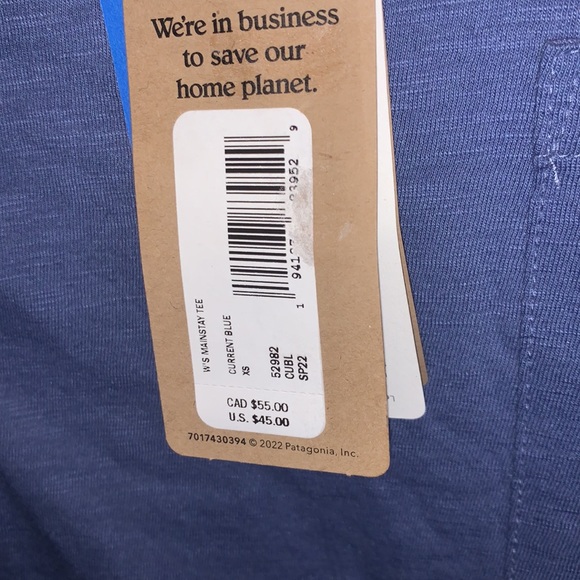 We're in business
to save our
home planet.
W'S MAINSTAY TEE
CURRENT BLUE
XS
52982
CUBL
SP22
CAD $55.00
U.S. $45.00
7017430394 © 2022 Patagonia, Inc.